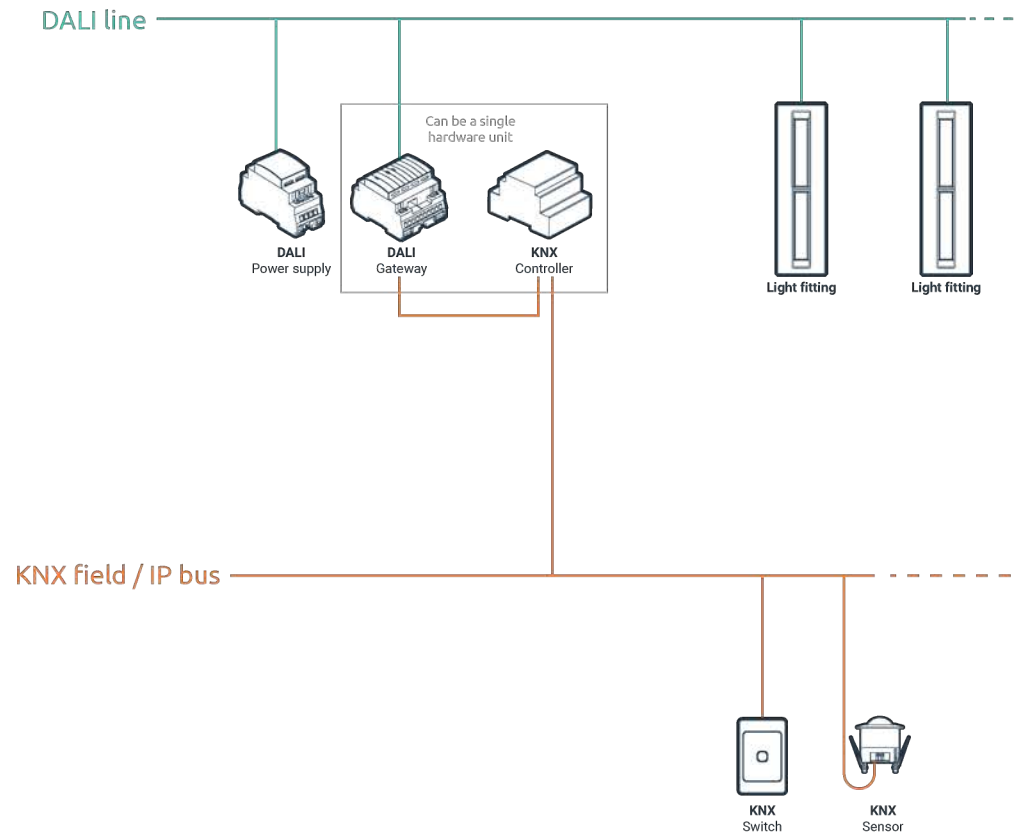 DALI line
Can be a single
hardware unit
DALI
Power supply
DALI
Gateway
KNX
Controller
Light fitting
Light fitting
KNX field / IP bus
KNX
Switch
KNX
Sensor